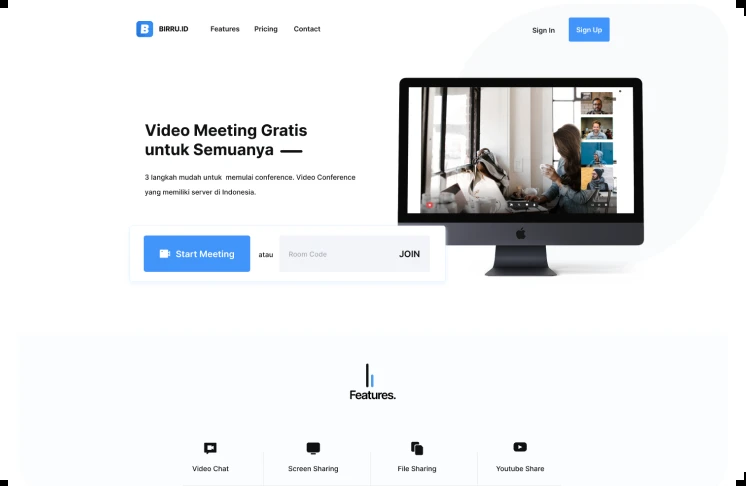 B BIRRU.ID Features Pricing Contact Sign In Sign Up
Video Meeting Gratis
untuk Semuanya
3 langkah mudah untuk memulai conference. Video Conference
yang memiliki server di Indonesia.
Start Meeting atau Room Code JOIN
Features.
Video Chat Screen Sharing File Sharing Youtube Share